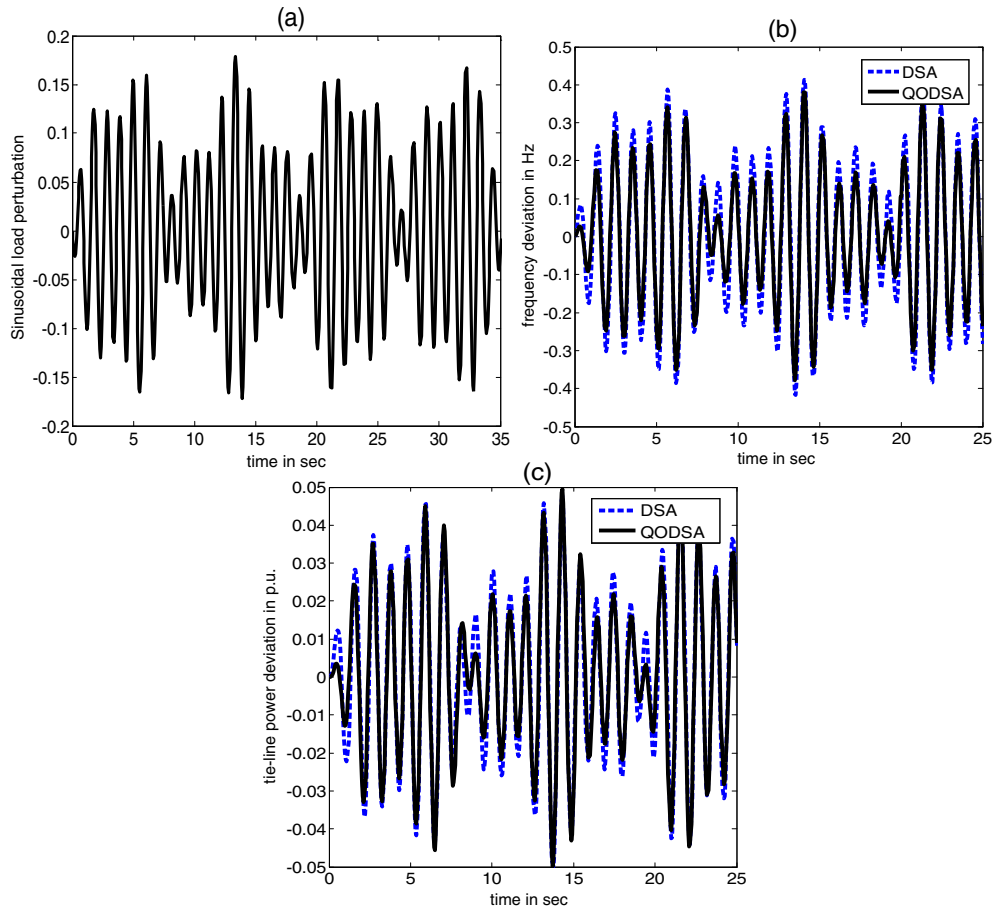 (a)
0.2
0.15
0.1
0.05
0
-0.05
-0.1
-0.15
-0.2
Sinusoidal load pertunbation
0 5 10 15 20 25 30 35
time in sec
(b)
0.5
0.4
0.3
0.2
0.1
0
-0.1
-0.2
-0.3
-0.4
-0.5
frequency deviation in Hz
DSA
QODSA
0 5 10 15 20 25
time in sec
(c)
0.05
0.04
0.03
0.02
0.01
0
-0.01
-0.02
-0.03
-0.04
-0.05
tie-line power deviation in p.u.
DSA
QODSA
0 5 10 15 20 25
time in sec